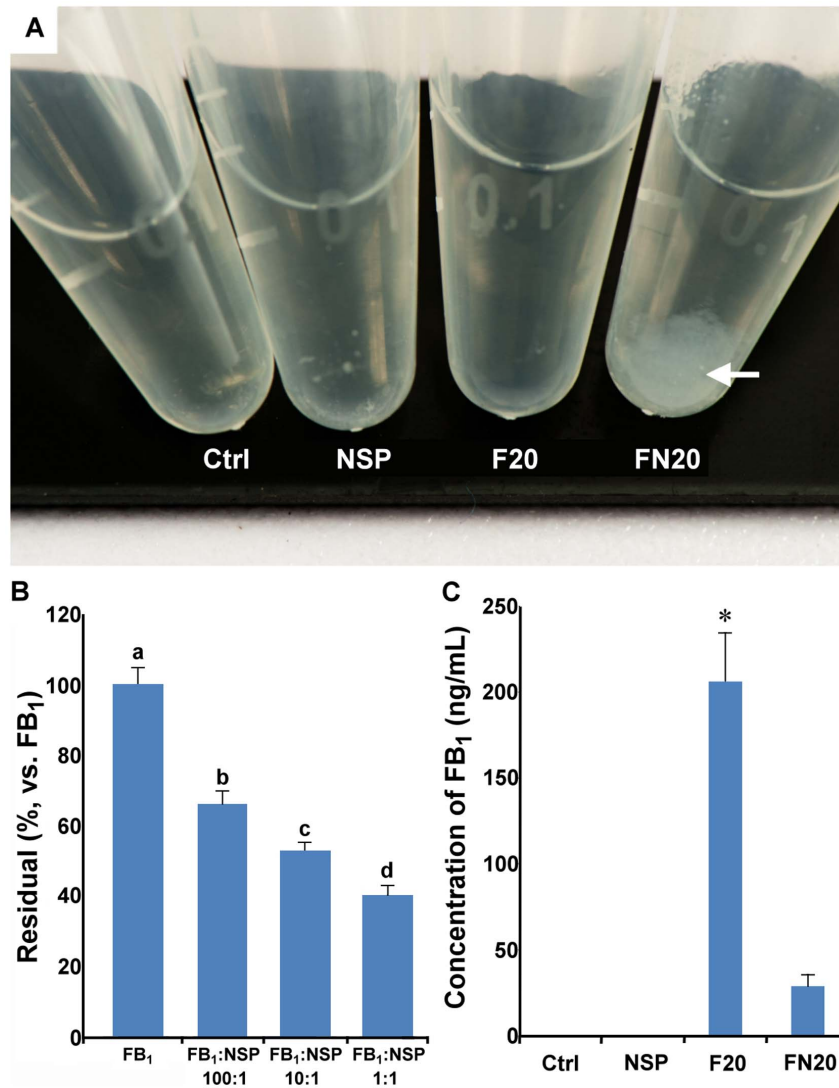 A
0.1
0.1
0.1
0.1
Ctrl NSP F20 FN20
B
120
100
80
60
40
20
0
Residual (%, vs. FB₁)
a
b
c
d
FB₁ FB₁:NSP FB₁:NSP FB₁:NSP
100:1 10:1 1:1
C
250
200
150
100
50
0
Concentration of FB₁ (ng/mL)
*
Ctrl NSP F20 FN20